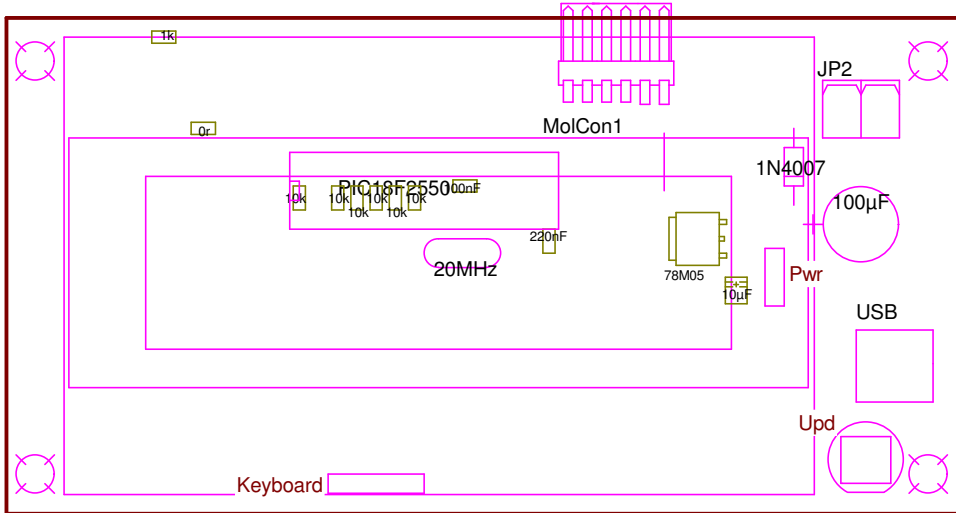 1k
JP2
MolCon1
0r
1N4007
PIC18F2550
100nF
10k
10k
10k
10k
10k
10k
100µF
220nF
20MHz
78M05
Pwr
10µF
USB
Upd
Keyboard